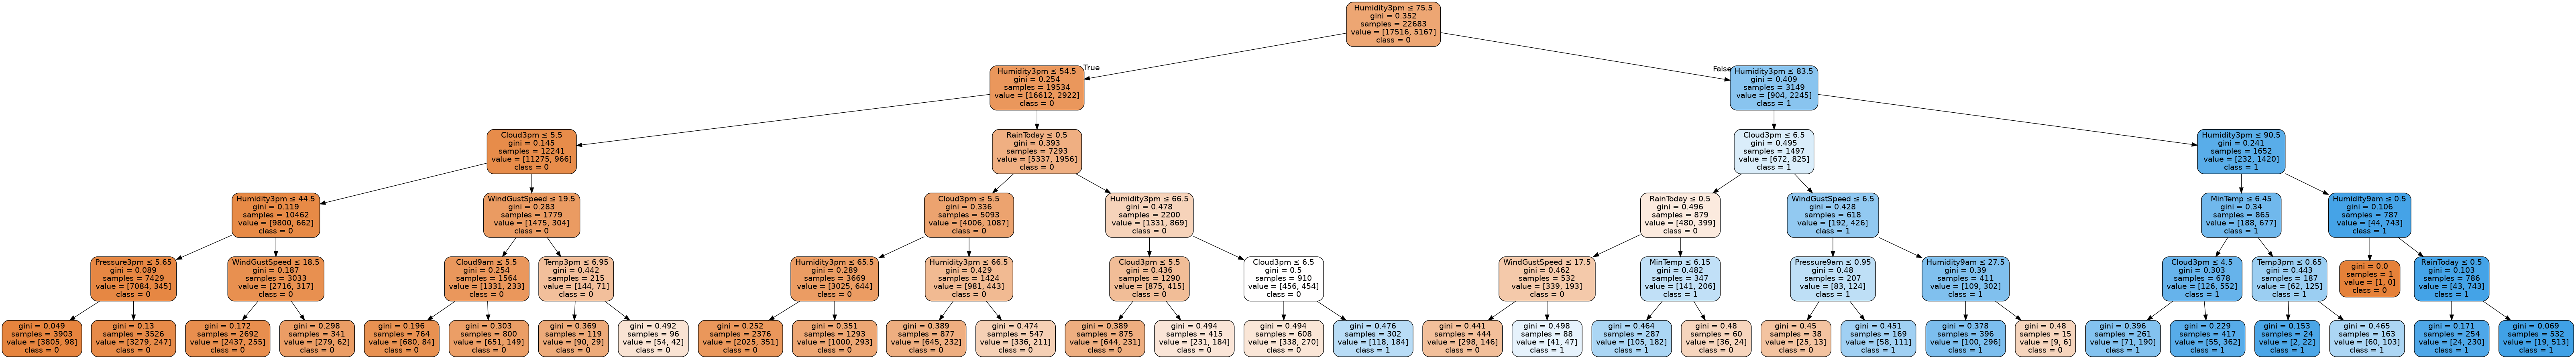 Humidity3pm ≤ 75.5
gini = 0.352
samples = 22683
value = [17516, 5167]
class = 0
True
False
Humidity3pm ≤ 54.5
gini = 0.254
samples = 19534
value = [16612, 2922]
class = 0
Humidity3pm ≤ 83.5
gini = 0.409
samples = 3149
value = [904, 2245]
class = 1
Cloud3pm ≤ 5.5
gini = 0.145
samples = 12241
value = [11275, 966]
class = 0
RainToday ≤ 0.5
gini = 0.393
samples = 7293
value = [5337, 1956]
class = 0
Cloud3pm ≤ 6.5
gini = 0.495
samples = 1497
value = [672, 825]
class = 1
Humidity3pm ≤ 90.5
gini = 0.241
samples = 1652
value = [232, 1420]
class = 1
Humidity3pm ≤ 44.5
gini = 0.119
samples = 10462
value = [9800, 662]
class = 0
WindGustSpeed ≤ 19.5
gini = 0.283
samples = 1779
value = [1475, 304]
class = 0
Cloud3pm ≤ 5.5
gini = 0.336
samples = 5093
value = [4006, 1087]
class = 0
Humidity3pm ≤ 66.5
gini = 0.478
samples = 2200
value = [1331, 869]
class = 0
RainToday ≤ 0.5
gini = 0.496
samples = 879
value = [480, 399]
class = 0
WindGustSpeed ≤ 6.5
gini = 0.428
samples = 618
value = [192, 426]
class = 1
MinTemp ≤ 6.45
gini = 0.34
samples = 865
value = [188, 677]
class = 1
Humidity9am ≤ 0.5
gini = 0.106
samples = 787
value = [44, 743]
class = 1
Pressure3pm ≤ 5.65
gini = 0.089
samples = 7429
value = [7084, 345]
class = 0
WindGustSpeed ≤ 18.5
gini = 0.187
samples = 3033
value = [2716, 317]
class = 0
Cloud9am ≤ 5.5
gini = 0.254
samples = 1564
value = [1331, 233]
class = 0
Temp3pm ≤ 6.95
gini = 0.442
samples = 215
value = [144, 71]
class = 0
Humidity3pm ≤ 65.5
gini = 0.289
samples = 3669
value = [3025, 644]
class = 0
Humidity3pm ≤ 66.5
gini = 0.429
samples = 1424
value = [981, 443]
class = 0
Cloud3pm ≤ 5.5
gini = 0.436
samples = 1290
value = [875, 415]
class = 0
Cloud3pm ≤ 6.5
gini = 0.5
samples = 910
value = [456, 454]
class = 0
WindGustSpeed ≤ 17.5
gini = 0.462
samples = 532
value = [339, 193]
class = 0
MinTemp ≤ 6.15
gini = 0.482
samples = 347
value = [141, 206]
class = 1
Pressure9am ≤ 0.95
gini = 0.48
samples = 207
value = [83, 124]
class = 1
Humidity9am ≤ 27.5
gini = 0.39
samples = 411
value = [109, 302]
class = 1
Cloud3pm ≤ 4.5
gini = 0.303
samples = 678
value = [126, 552]
class = 1
Temp3pm ≤ 0.65
gini = 0.443
samples = 187
value = [62, 125]
class = 1
gini = 0.0
samples = 1
value = [1, 0]
class = 0
RainToday ≤ 0.5
gini = 0.103
samples = 786
value = [43, 743]
class = 1
gini = 0.049
samples = 3903
value = [3805, 98]
class = 0
gini = 0.13
samples = 3526
value = [3279, 247]
class = 0
gini = 0.172
samples = 2692
value = [2437, 255]
class = 0
gini = 0.298
samples = 341
value = [279, 62]
class = 0
gini = 0.196
samples = 764
value = [680, 84]
class = 0
gini = 0.303
samples = 800
value = [651, 149]
class = 0
gini = 0.369
samples = 119
value = [90, 29]
class = 0
gini = 0.492
samples = 96
value = [54, 42]
class = 0
gini = 0.252
samples = 2376
value = [2025, 351]
class = 0
gini = 0.351
samples = 1293
value = [1000, 293]
class = 0
gini = 0.389
samples = 877
value = [645, 232]
class = 0
gini = 0.474
samples = 547
value = [336, 211]
class = 0
gini = 0.389
samples = 875
value = [644, 231]
class = 0
gini = 0.494
samples = 415
value = [231, 184]
class = 0
gini = 0.494
samples = 608
value = [338, 270]
class = 0
gini = 0.476
samples = 302
value = [118, 184]
class = 1
gini = 0.441
samples = 444
value = [298, 146]
class = 0
gini = 0.498
samples = 88
value = [41, 47]
class = 1
gini = 0.464
samples = 287
value = [105, 182]
class = 1
gini = 0.48
samples = 60
value = [36, 24]
class = 0
gini = 0.45
samples = 38
value = [25, 13]
class = 0
gini = 0.451
samples = 169
value = [58, 111]
class = 1
gini = 0.378
samples = 396
value = [100, 296]
class = 1
gini = 0.48
samples = 15
value = [9, 6]
class = 0
gini = 0.396
samples = 261
value = [71, 190]
class = 1
gini = 0.229
samples = 417
value = [55, 362]
class = 1
gini = 0.153
samples = 24
value = [2, 22]
class = 1
gini = 0.465
samples = 163
value = [60, 103]
class = 1
gini = 0.171
samples = 254
value = [24, 230]
class = 1
gini = 0.069
samples = 532
value = [19, 513]
class = 1